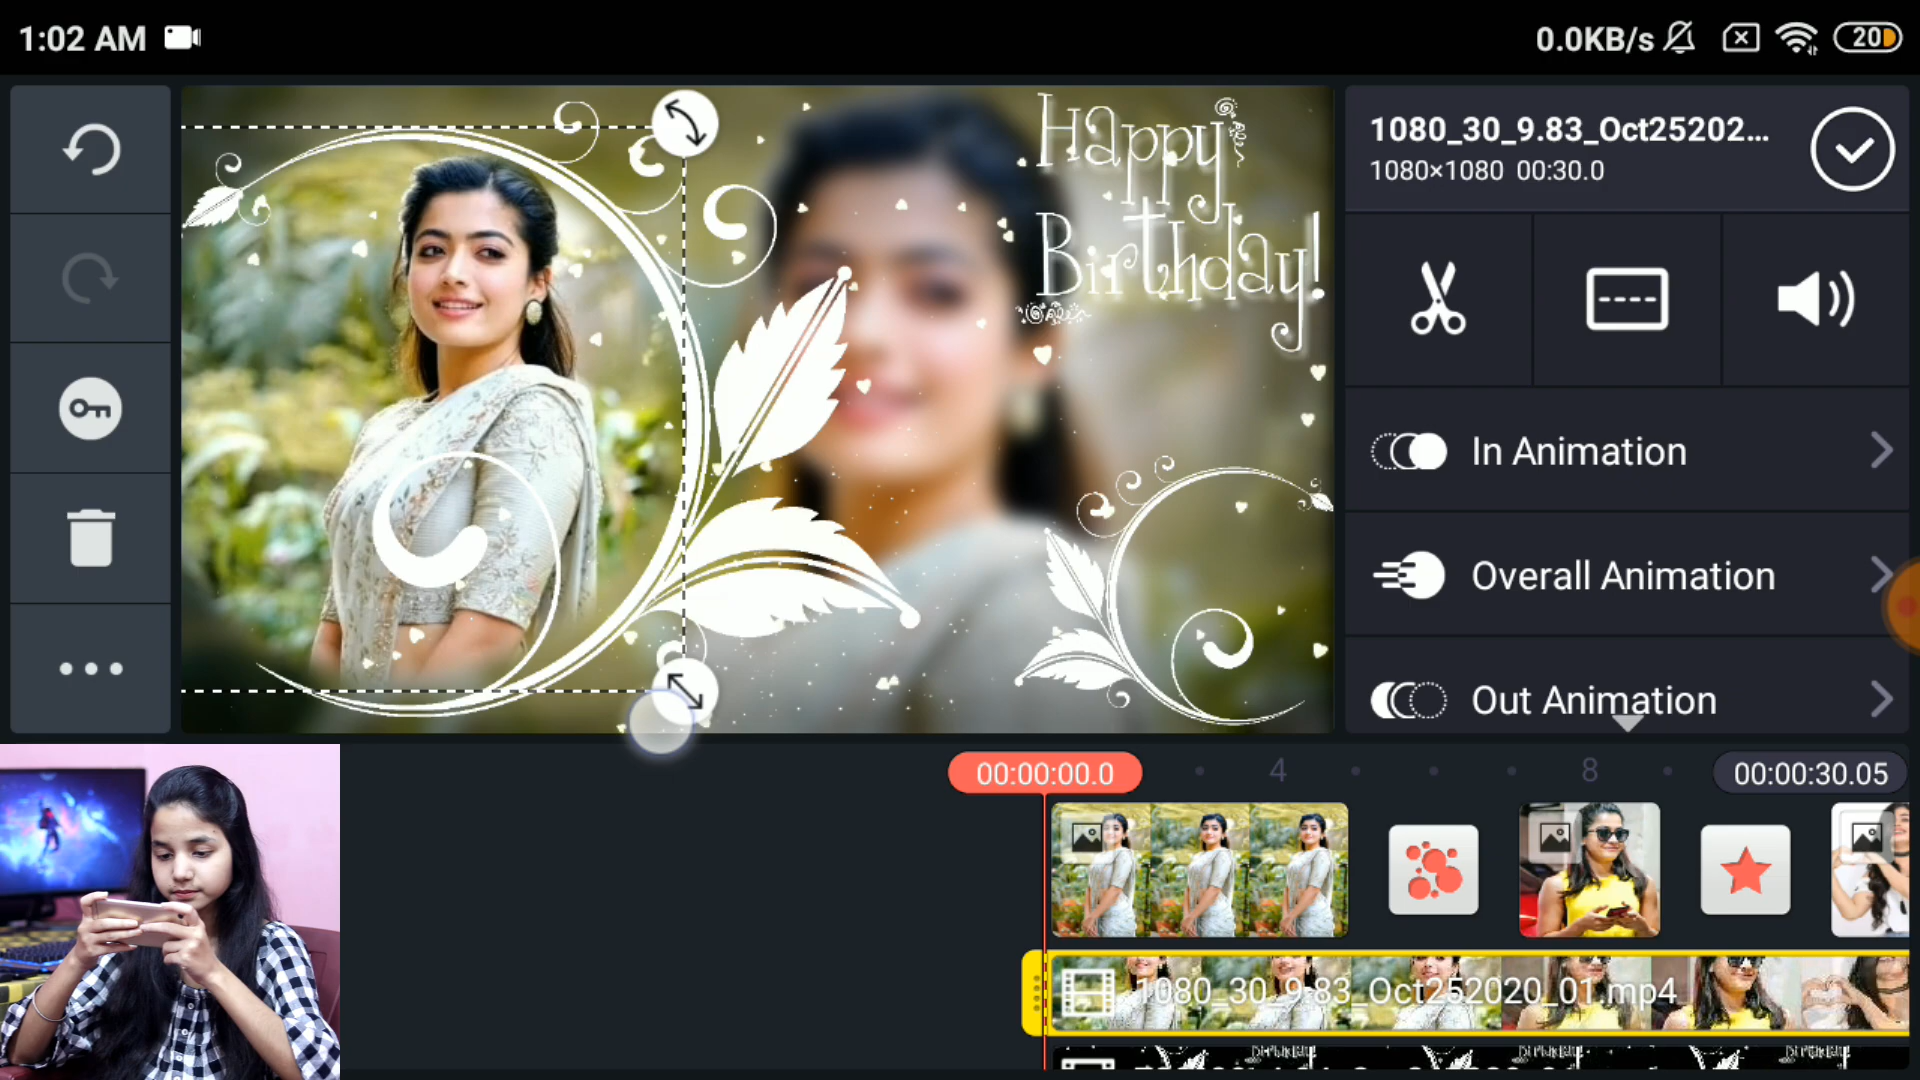 1:02 AM
0.0KB/s
20
Happy
Birthday!
1080_30_9.83_Oct25202...
1080×1080 00:30.0
In Animation
Overall Animation
Out Animation
00:00:00.0
4
8
00:00:30.05
1080_30_9.83_Oct252020_01.mp4